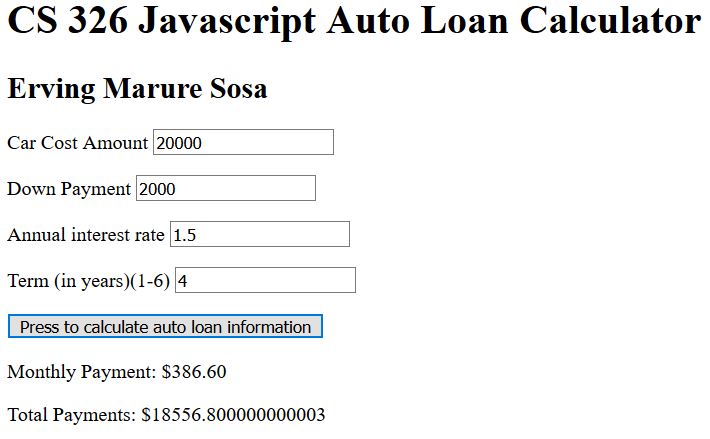 CS 326 Javascript Auto Loan Calculator
Erving Marure Sosa
Car Cost Amount 20000
Down Payment 2000
Annual interest rate 1.5
Term (in years)(1-6) 4
Press to calculate auto loan information
Monthly Payment: $386.60
Total Payments: $18556.800000000003